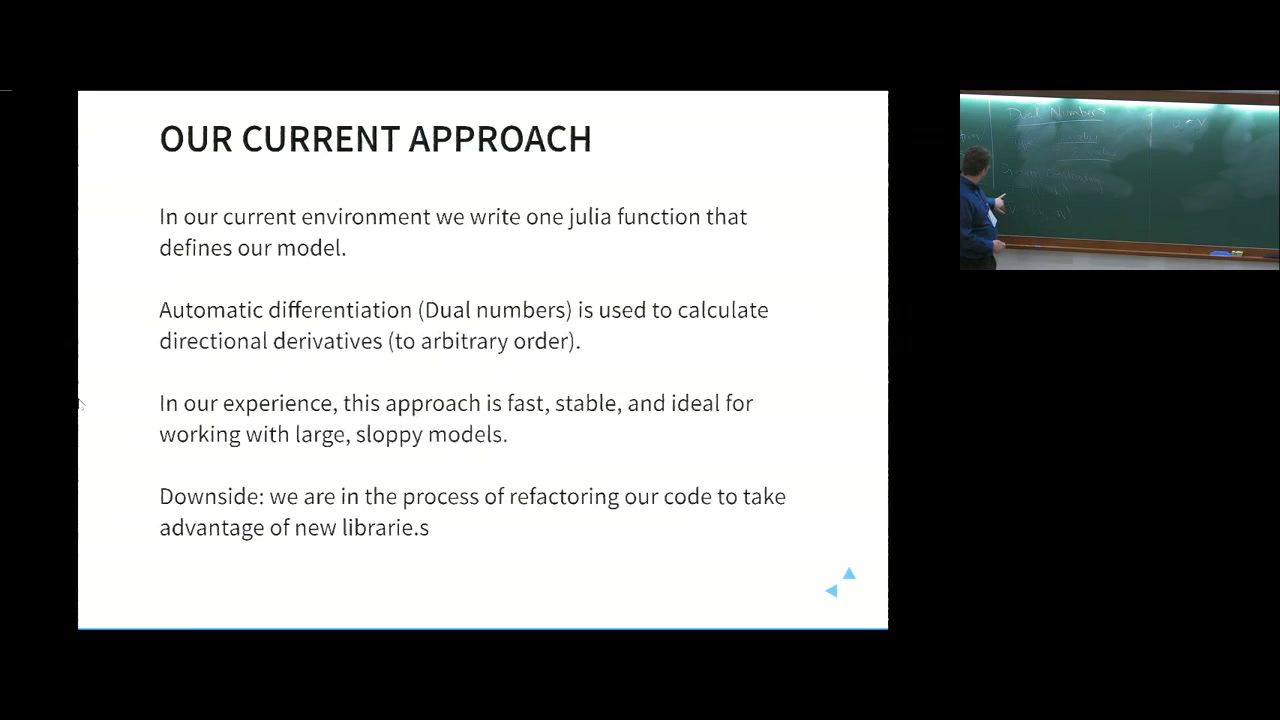 OUR CURRENT APPROACH
In our current environment we write one julia function that
defines our model.
Automatic differentiation (Dual numbers) is used to calculate
directional derivatives (to arbitrary order).
In our experience, this approach is fast, stable, and ideal for
working with large, sloppy models.
Downside: we are in the process of refactoring our code to take
advantage of new librarie.s
Dual Numbers